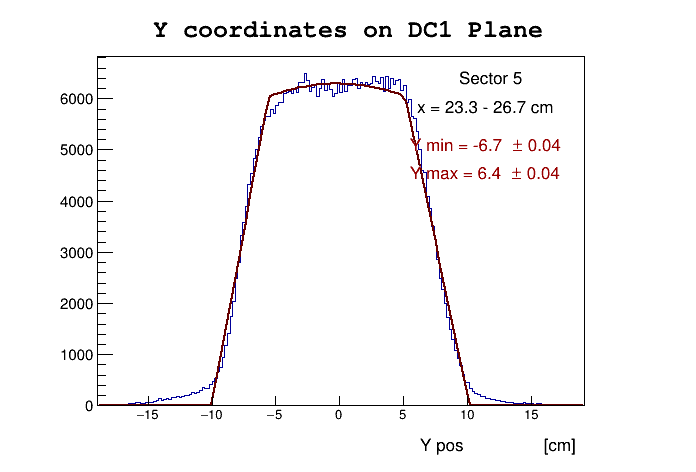 Y coordinates on DC1 Plane
Sector 5
x = 23.3 - 26.7 cm
Y min = -6.7 ± 0.04
Y max = 6.4 ± 0.04
6000
5000
4000
3000
2000
1000
0
−15 −10 −5 0 5 10 15
Y pos [cm]